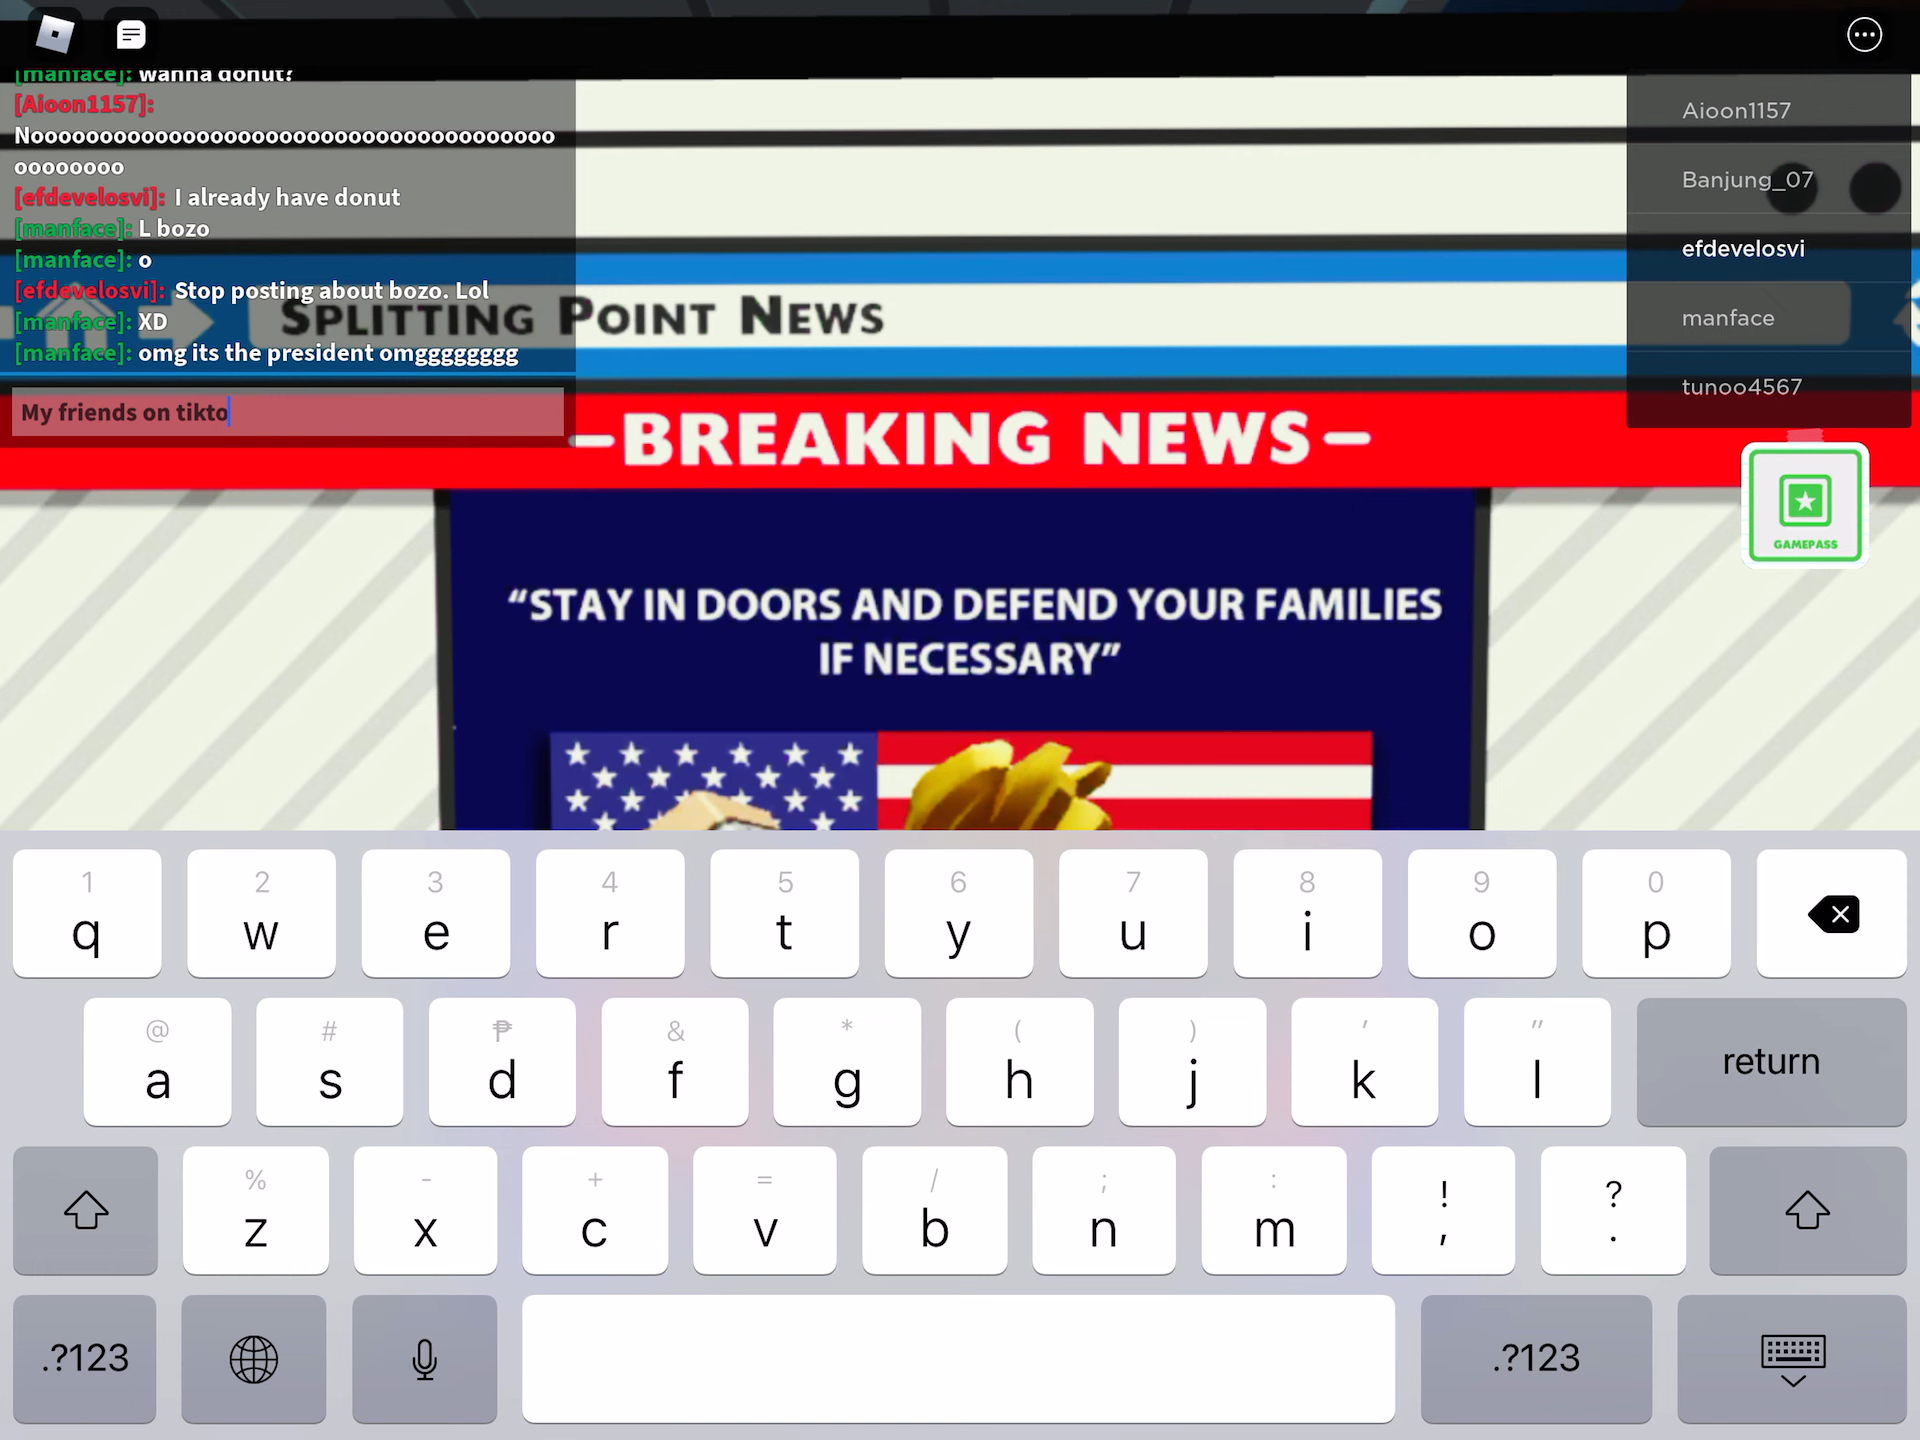 [manface]: wanna donut?
[Aioon1157]:
Noooooooooooooooooooooooooooooooooooooo
oooooooo
[efdevelosvi]: I already have donut
[manface]: L bozo
[manface]: o
[efdevelosvi]: Stop posting about bozo. Lol
[manface]: XD
[manface]: omg its the president omgggggggg
My friends on tikto
Aioon1157
Banjung_07
efdevelosvi
manface
tunoo4567
SPLITTING POINT NEWS
–BREAKING NEWS–
GAMEPASS
“STAY IN DOORS AND DEFEND YOUR FAMILIES
IF NECESSARY”
1 2 3 4 5 6 7 8 9 0
q w e r t y u i o p
@ # ₱ & * ( ) ' "
a s d f g h j k l return
% - + = / ; : ! ?
z x c v b n m , .
.?123 .?123